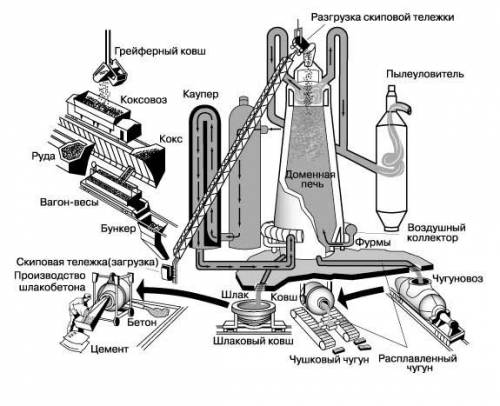 Разгрузка скиповой тележки
Грейферный ковш
Пылеуловитель
Каупер
Коксовоз
Кокс
Руда
Доменная
печь
Вагон-весы
Бункер
Воздушный
коллектор
Фурмы
Скиповая тележка(загрузка)
Производство
шлакобетона
Чугуновоз
Шлак
Ковш
Бетон
Шлаковый ковш
Цемент
Чушковый чугун
Расплавленный
чугун